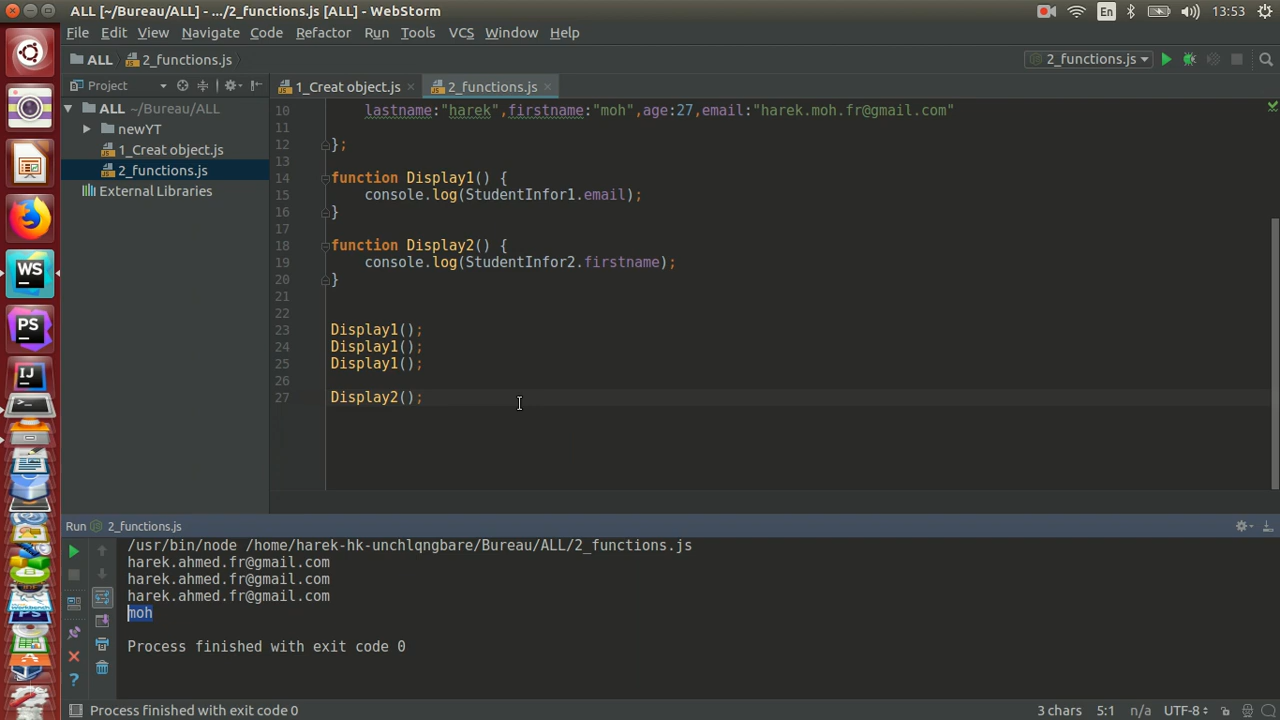 ALL [~/Bureau/ALL] - .../2_functions.js [ALL] - WebStorm
En
13:53
File Edit View Navigate Code Refactor Run Tools VCS Window Help
ALL 2_functions.js
2_functions.js
Project
1_Creat object.js
2_functions.js
ALL ~/Bureau/ALL
newYT
1_Creat object.js
2_functions.js
External Libraries
10 lastname:"harek",firstname:"moh",age:27,email:"harek.moh.fr@gmail.com"
11
12 };
13
14 function Display1() {
15 console.log(StudentInfor1.email);
16 }
17
18 function Display2() {
19 console.log(StudentInfor2.firstname);
20 }
21
22
23 Display1();
24 Display1();
25 Display1();
26
27 Display2();
WS
PS
IJ
Run 2_functions.js
/usr/bin/node /home/harek-hk-unchlqngbare/Bureau/ALL/2_functions.js
harek.ahmed.fr@gmail.com
harek.ahmed.fr@gmail.com
harek.ahmed.fr@gmail.com
moh
Process finished with exit code 0
Process finished with exit code 0
3 chars 5:1 n/a UTF-8